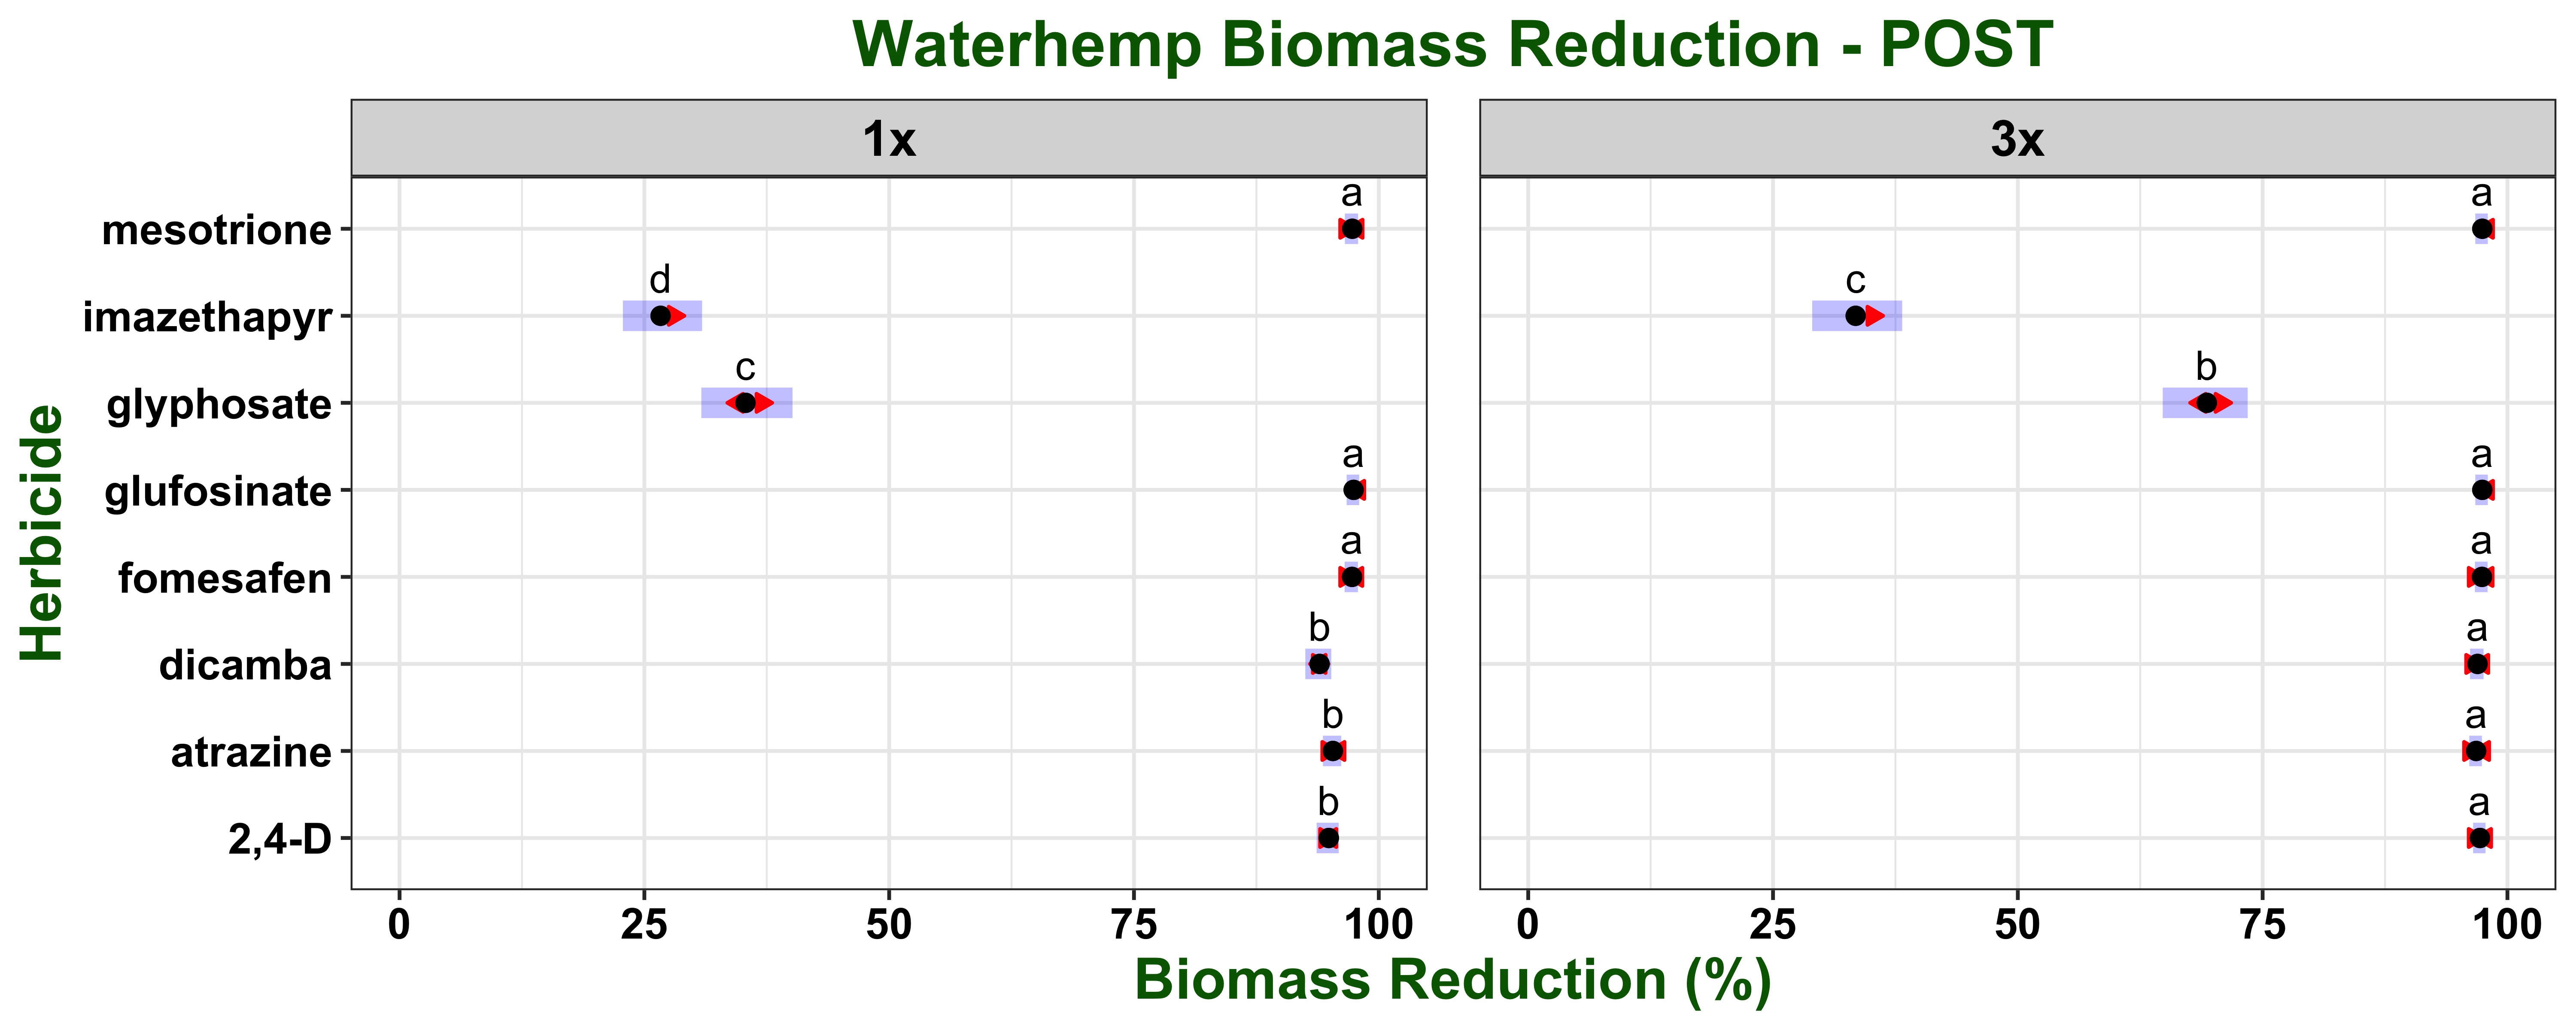 Waterhemp Biomass Reduction - POST
1x 3x
mesotrione a a
imazethapyr d c
glyphosate c b
glufosinate a a
fomesafen a a
dicamba b a
atrazine b a
2,4-D b a
Herbicide
0 25 50 75 100 0 25 50 75 100
Biomass Reduction (%)